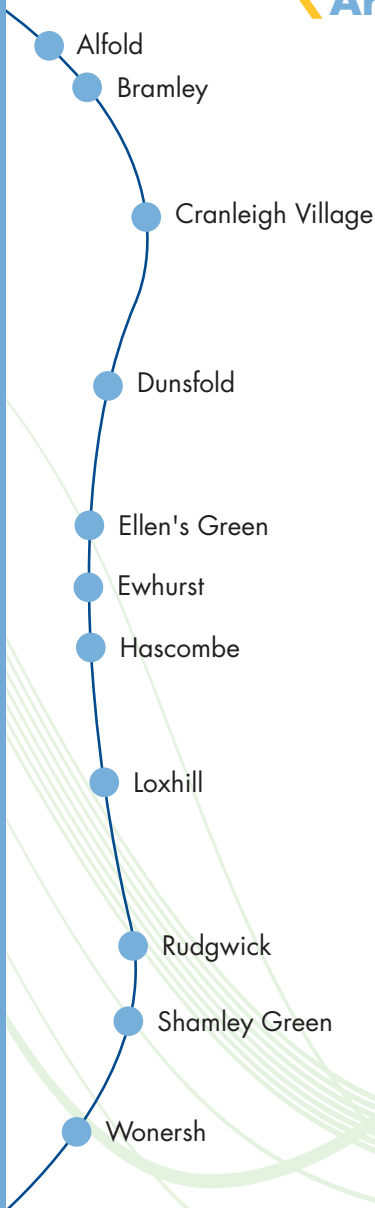 Alfold
Bramley
Cranleigh Village
Dunsfold
Ellen's Green
Ewhurst
Hascombe
Loxhill
Rudgwick
Shamley Green
Wonersh